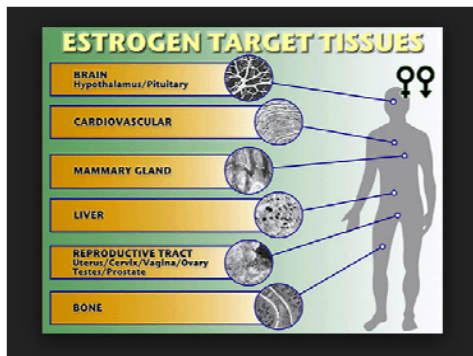 ESTROGEN TARGET TISSUES
BRAIN
Hypothalamus/Pituitary
CARDIOVASCULAR
MAMMARY GLAND
LIVER
REPRODUCTIVE TRACT
Uterus/Cervix/Vagina/Ovary
Testes/Prostate
BONE